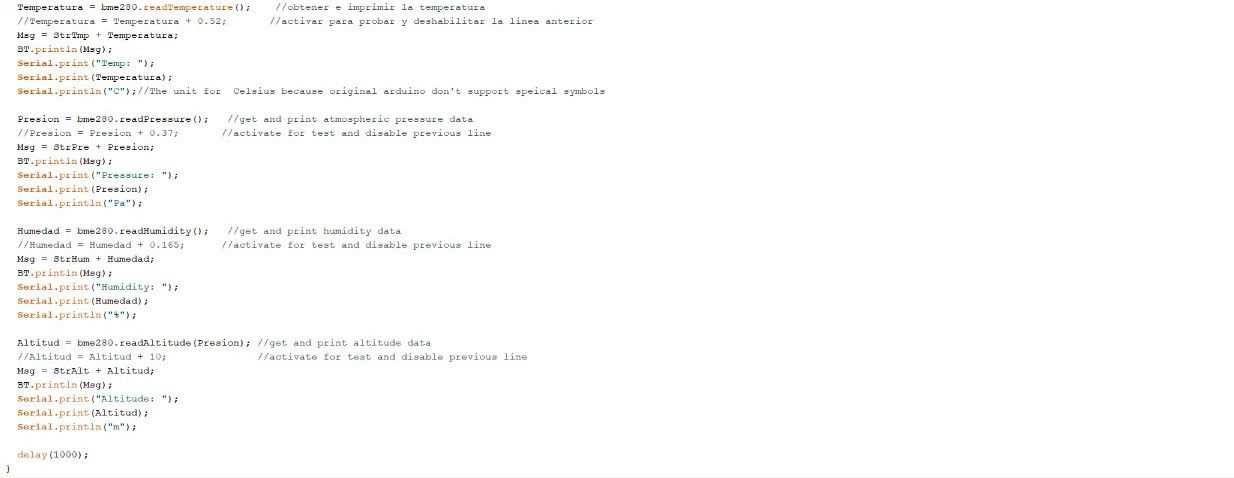 Temperatura = bme280.readTemperature();    //obtener e imprimir la temperatura
//Temperatura = Temperatura + 0.52;       //activar para probar y deshabilitar la linea anterior
Msg = StrTmp + Temperatura;
BT.println(Msg);
Serial.print("Temp: ");
Serial.print(Temperatura);
Serial.println("C");//The unit for  Celsius because original arduino don't support speical symbols
Presion = bme280.readPressure();   //get and print atmospheric pressure data
//Presion = Presion + 0.37;       //activate for test and disable previous line
Msg = StrPre + Presion;
BT.println(Msg);
Serial.print("Pressure: ");
Serial.print(Presion);
Serial.println("Pa");
Humedad = bme280.readHumidity();   //get and print humidity data
//Humedad = Humedad + 0.165;      //activate for test and disable previous line
Msg = StrHum + Humedad;
BT.println(Msg);
Serial.print("Humidity: ");
Serial.print(Humedad);
Serial.println("%");
Altitud = bme280.readAltitude(Presion); //get and print altitude data
//Altitud = Altitud + 10;               //activate for test and disable previous line
Msg = StrAlt + Altitud;
BT.println(Msg);
Serial.print("Altitude: ");
Serial.print(Altitud);
Serial.println("m");
delay(1000);
}